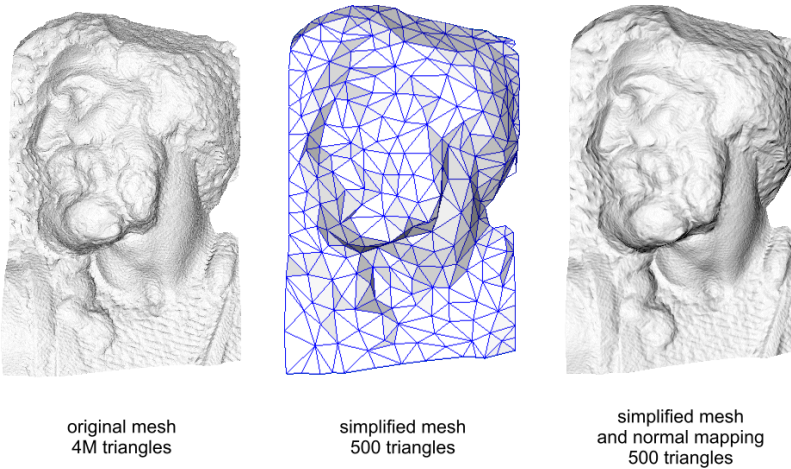 original mesh
4M triangles
simplified mesh
500 triangles
simplified mesh
and normal mapping
500 triangles